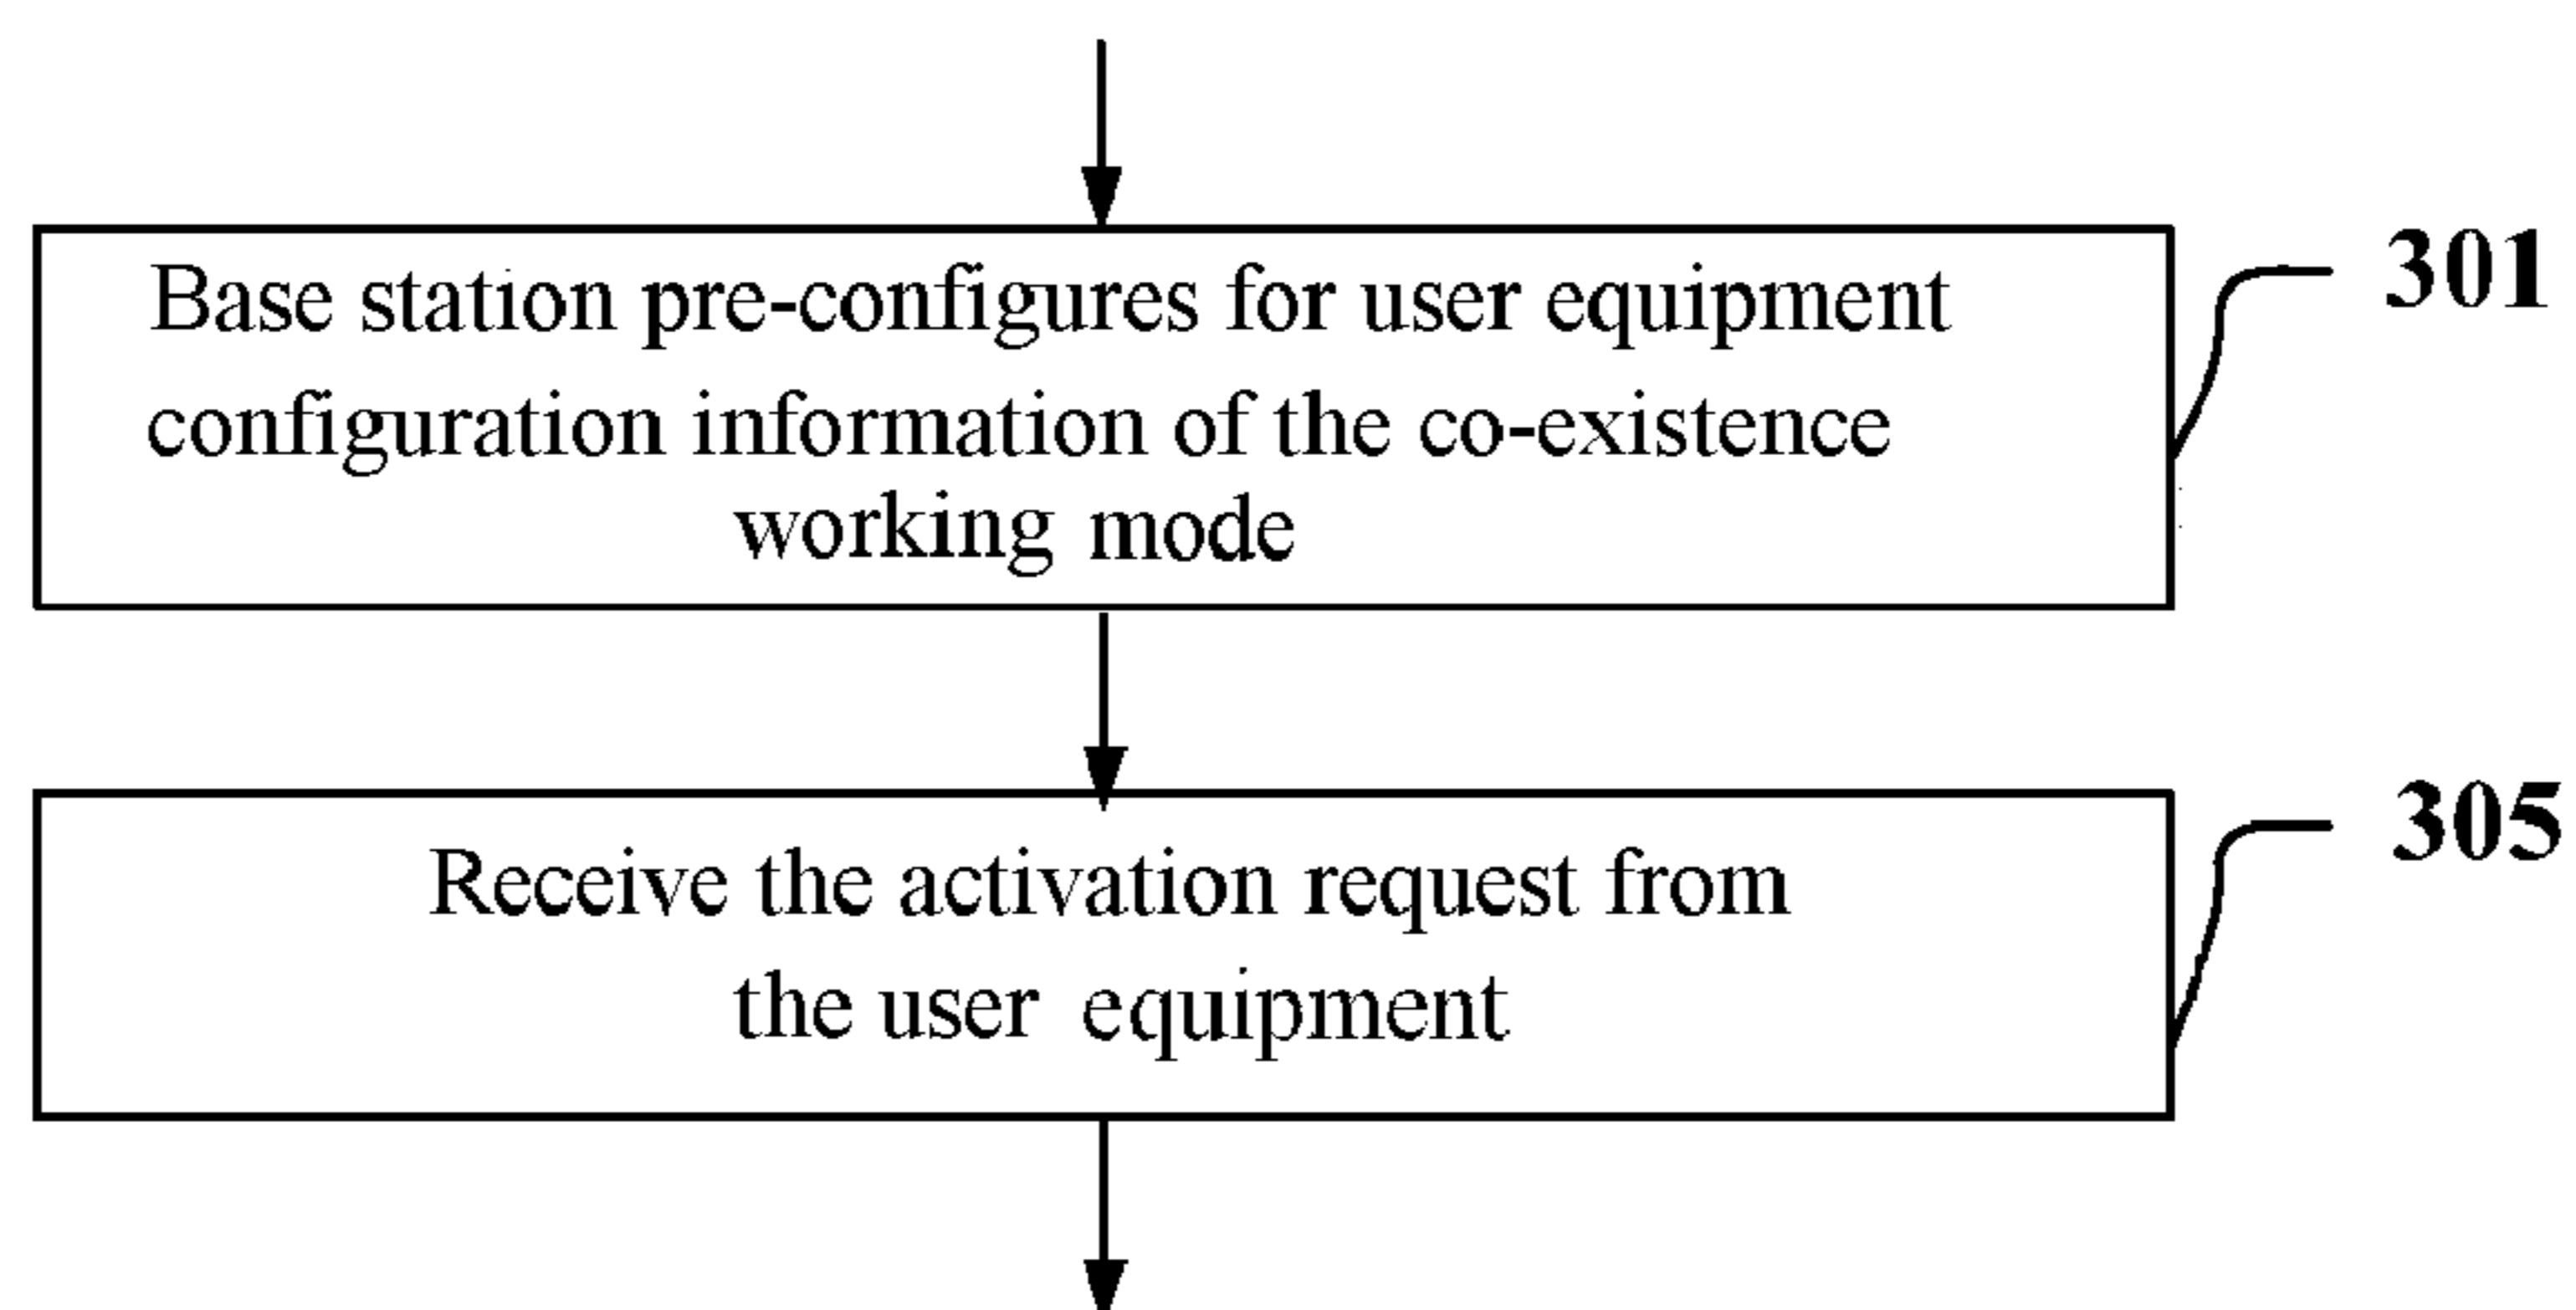 Base station pre-configures for user equipment
301
configuration information of the co-existence
working mode
Receive the activation request from
305
the user equipment